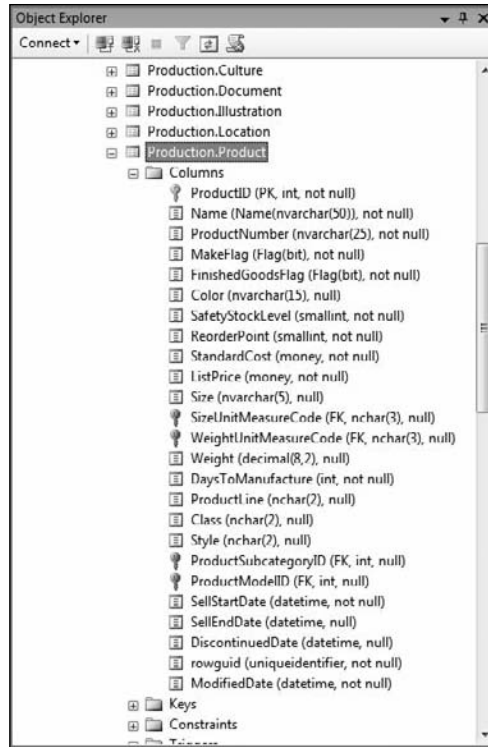 Object Explorer
Connect
Production.Culture
Production.Document
Production.Illustration
Production.Location
Production.Product
Columns
ProductID (PK, int, not null)
Name (Name(nvarchar(50)), not null)
ProductNumber (nvarchar(25), not null)
MakeFlag (Flag(bit), not null)
FinishedGoodsFlag (Flag(bit), not null)
Color (nvarchar(15), null)
SafetyStockLevel (smallint, not null)
ReorderPoint (smallint, not null)
StandardCost (money, not null)
ListPrice (money, not null)
Size (nvarchar(5), null)
SizeUnitMeasureCode (FK, nchar(3), null)
WeightUnitMeasureCode (FK, nchar(3), null)
Weight (decimal(8,2), null)
DaysToManufacture (int, not null)
ProductLine (nchar(2), null)
Class (nchar(2), null)
Style (nchar(2), null)
ProductSubcategoryID (FK, int, null)
ProductModelID (FK, int, null)
SellStartDate (datetime, not null)
SellEndDate (datetime, null)
DiscontinuedDate (datetime, null)
rowguid (uniqueidentifier, not null)
ModifiedDate (datetime, not null)
Keys
Constraints
Triggers